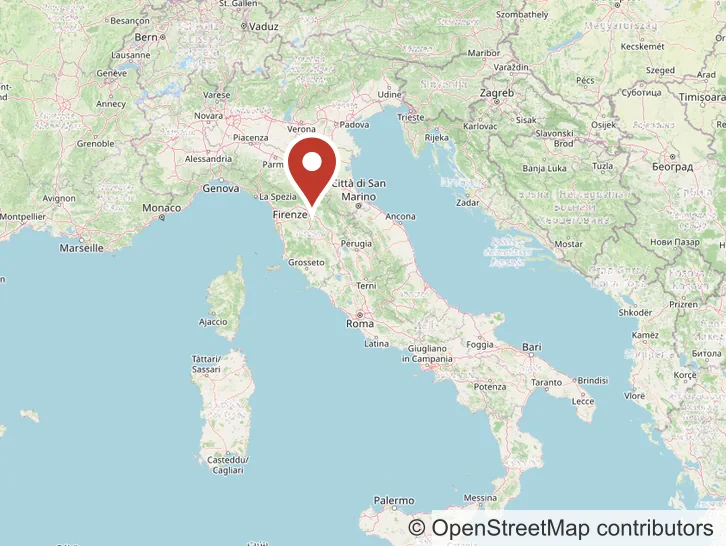 Besançon
St. Gallen
Szombathely
Bern
Vaduz
Kecskemét
Maribor
Genève
Pécs
Szeged
Arad
Annecy
Varese
Udine
Varaždin
Zagreb
Суботица
Timișoara
Novara
Verona
Padova
Trieste
Rijeka
Karlovac
Osijek
Slavonski
Brod
Grenoble
Piacenza
Alessandria
Banja Luka
Tuzla
Београд
Avignon
Genova
La Spezia
Città di San
Marino
Zadar
Montpellier
Monaco
Firenze
Ancona
Marseille
Perugia
Mostar
Нови Пазар
Grosseto
Terni
Prizren
Ajaccio
Roma
Shkodër
Latina
Foggia
Kamëz
Битола
Tàttari/
Sassari
Giugliano
in Campania
Bari
Potenza
Taranto
Brindisi
Korçë
Lecce
Vlorë
Casteddu/
Cagliari
Palermo
Messina
© OpenStreetMap contributors